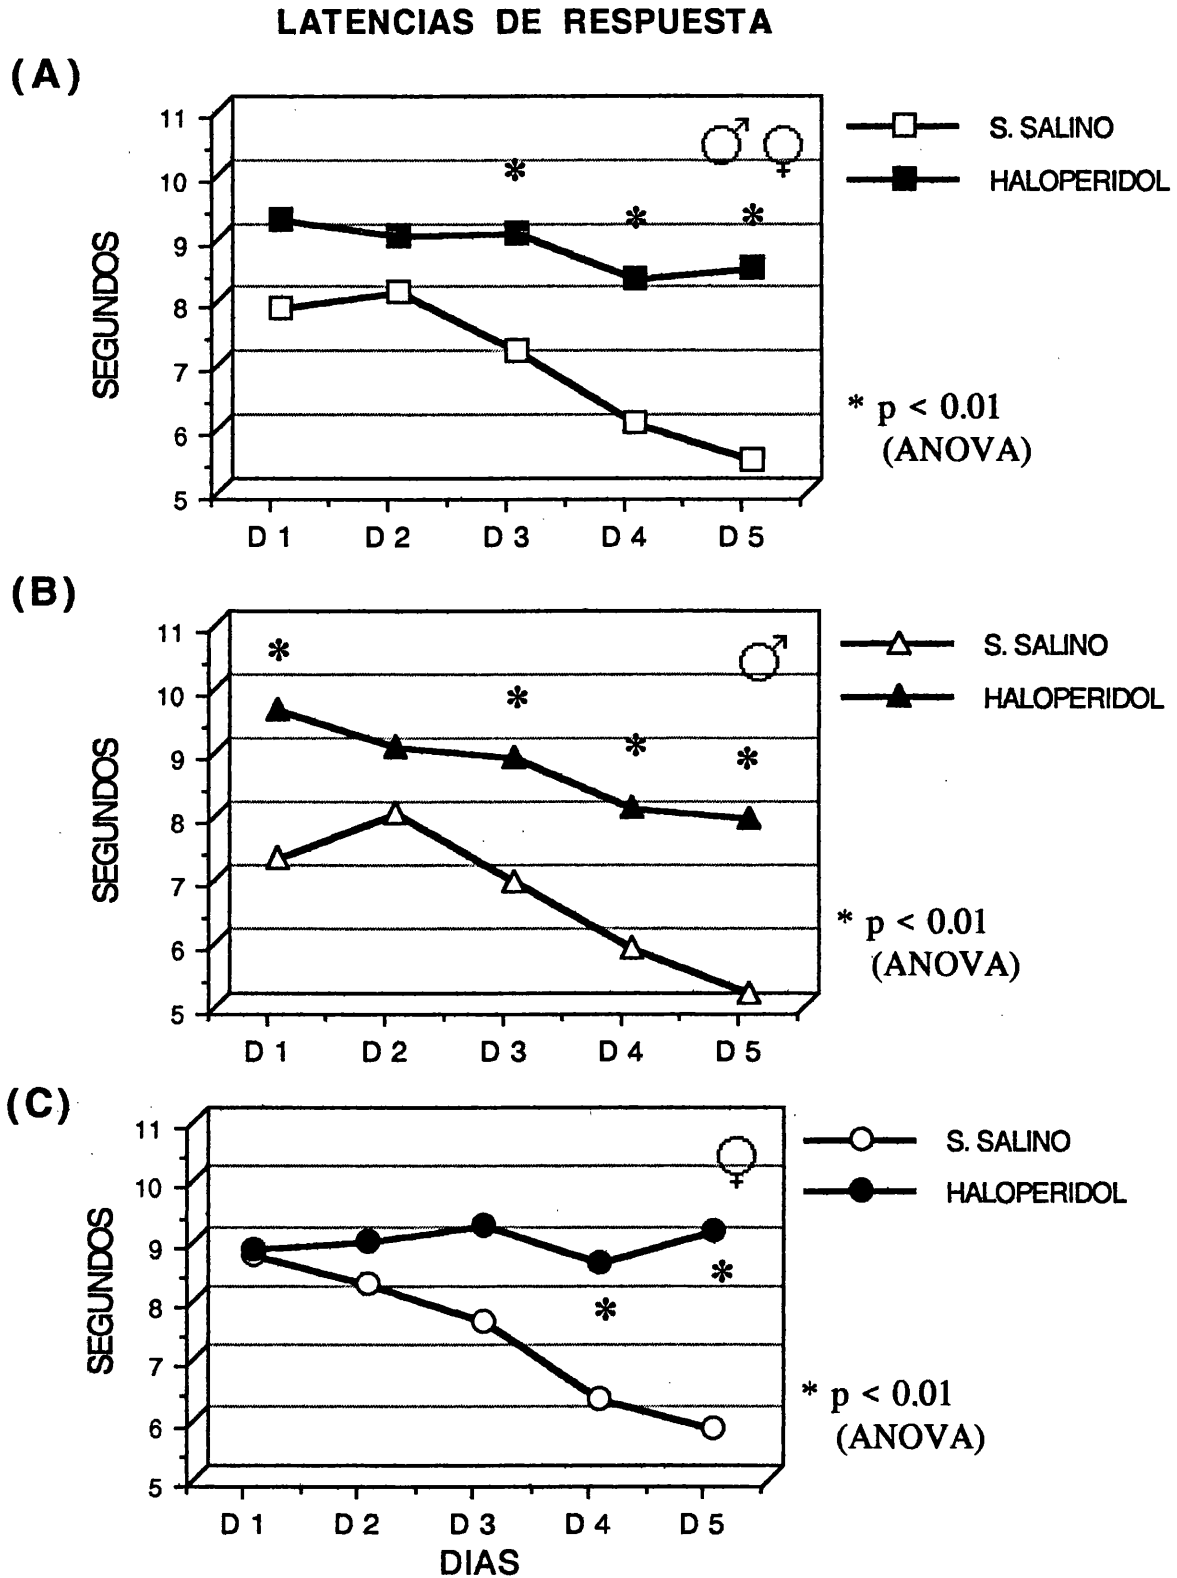 LATENCIAS DE RESPUESTA
(A)
11
10
9
8
7
6
5
SEGUNDOS
* * *
♂ ♀
S. SALINO
HALOPERIDOL
* p < 0.01
(ANOVA)
D 1 D 2 D 3 D 4 D 5
(B)
11
10
9
8
7
6
5
SEGUNDOS
* * * *
♂
S. SALINO
HALOPERIDOL
* p < 0.01
(ANOVA)
D 1 D 2 D 3 D 4 D 5
(C)
11
10
9
8
7
6
5
SEGUNDOS
* *
♀
S. SALINO
HALOPERIDOL
* p < 0.01
(ANOVA)
D 1 D 2 D 3 D 4 D 5
DIAS